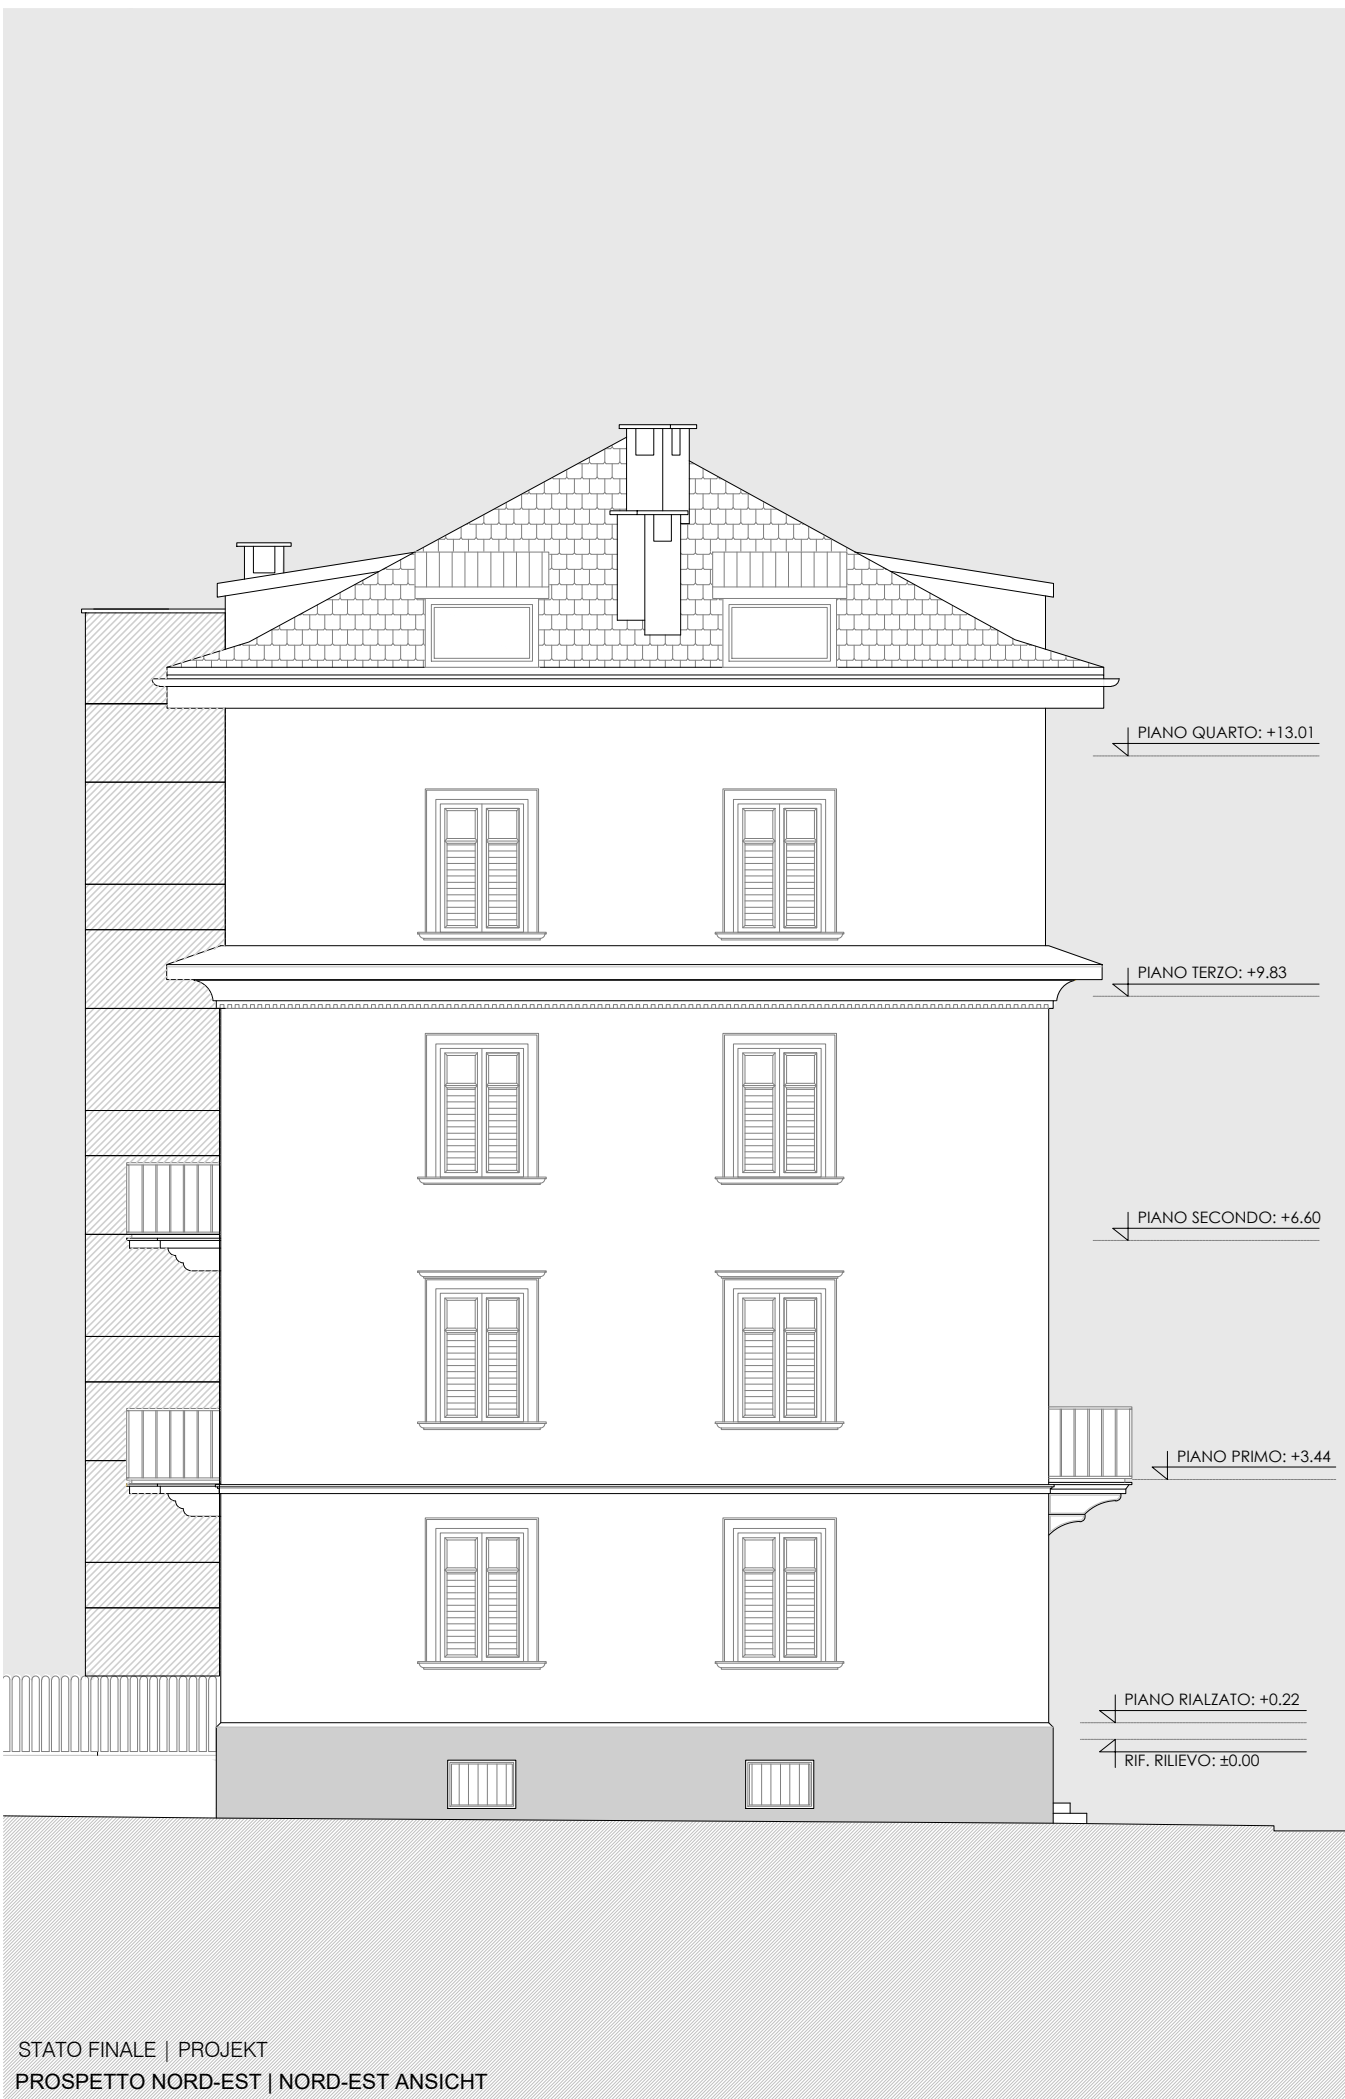 PIANO QUARTO: +13.01
PIANO TERZO: +9.83
PIANO SECONDO: +6.60
PIANO PRIMO: +3.44
PIANO RIALZATO: +0.22
RIF. RILIEVO: ±0.00
STATO FINALE | PROJEKT
PROSPETTO NORD-EST | NORD-EST ANSICHT